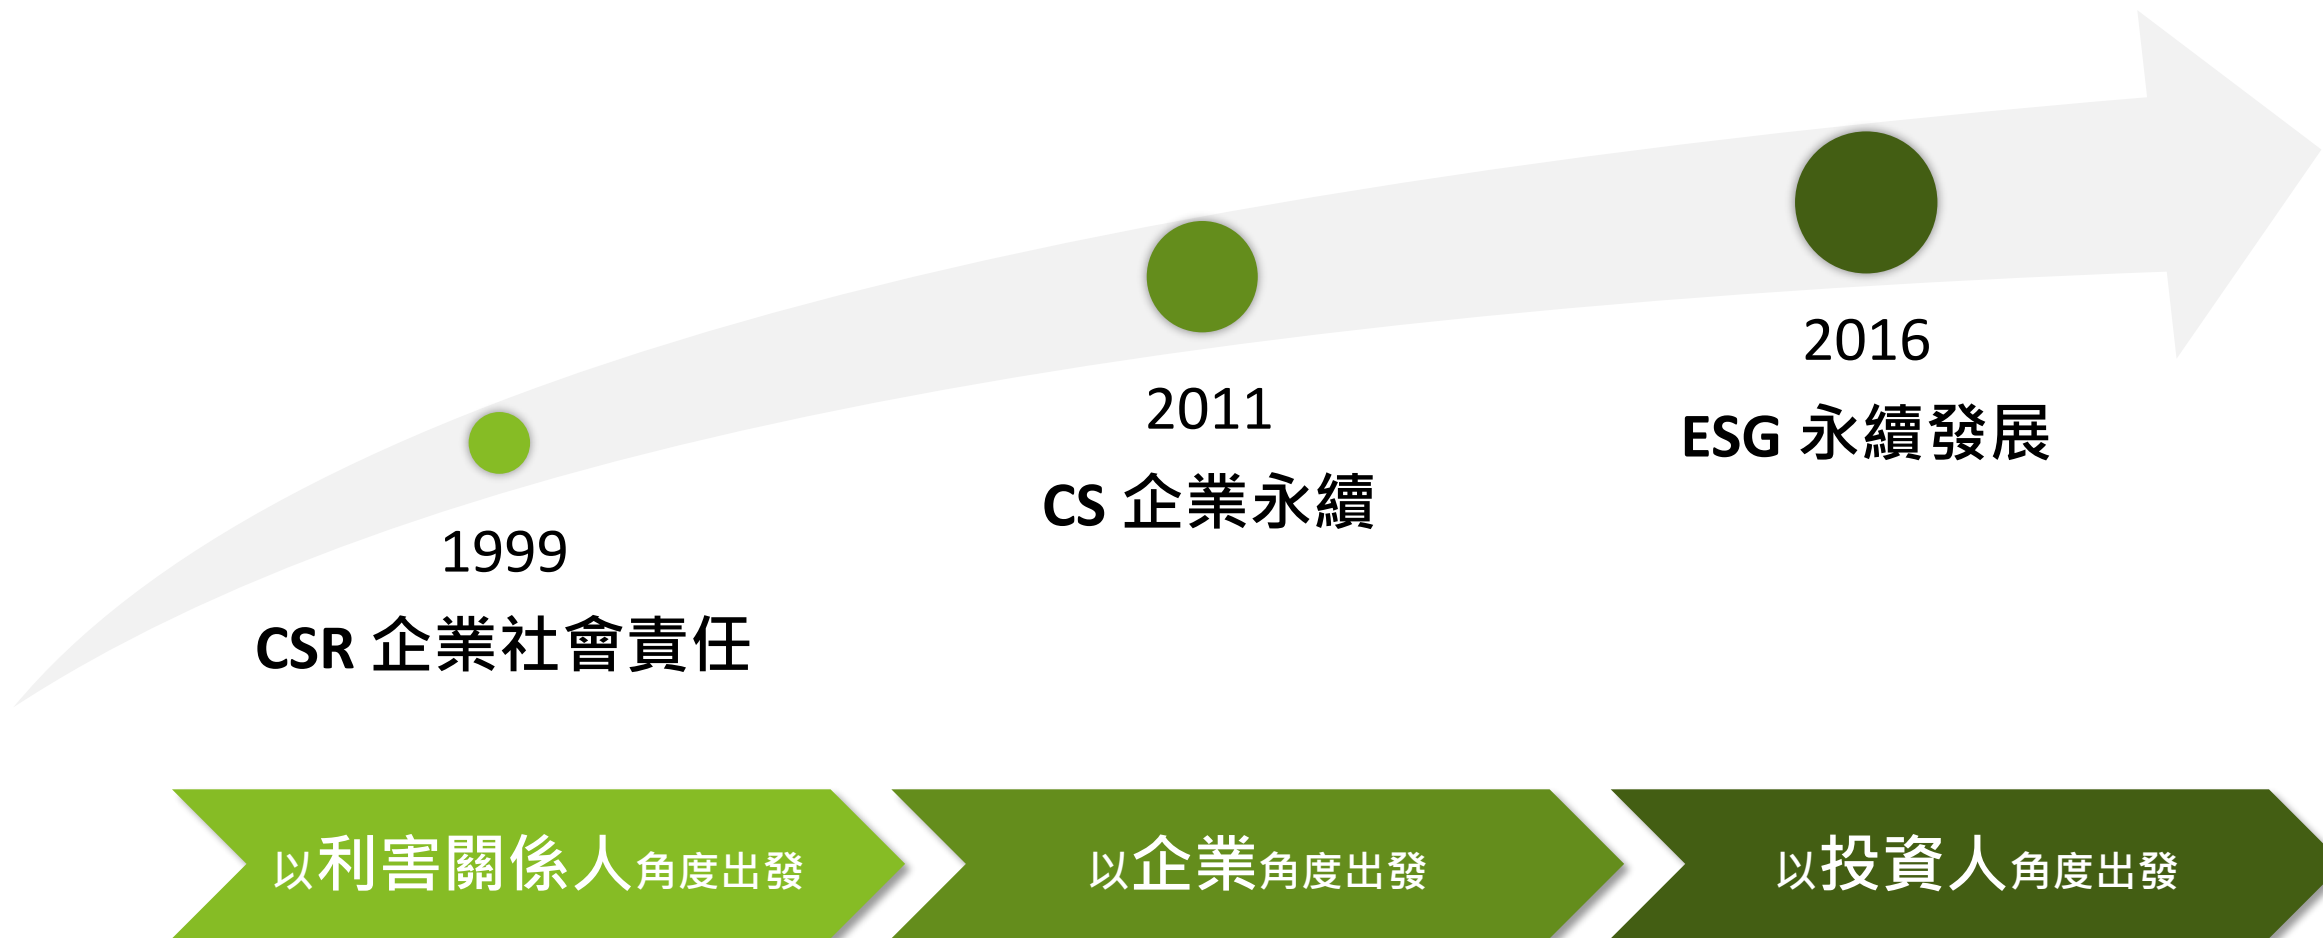 1999
CSR 企業社會責任
2011
CS 企業永續
2016
ESG 永續發展
以利害關係人角度出發
以企業角度出發
以投資人角度出發